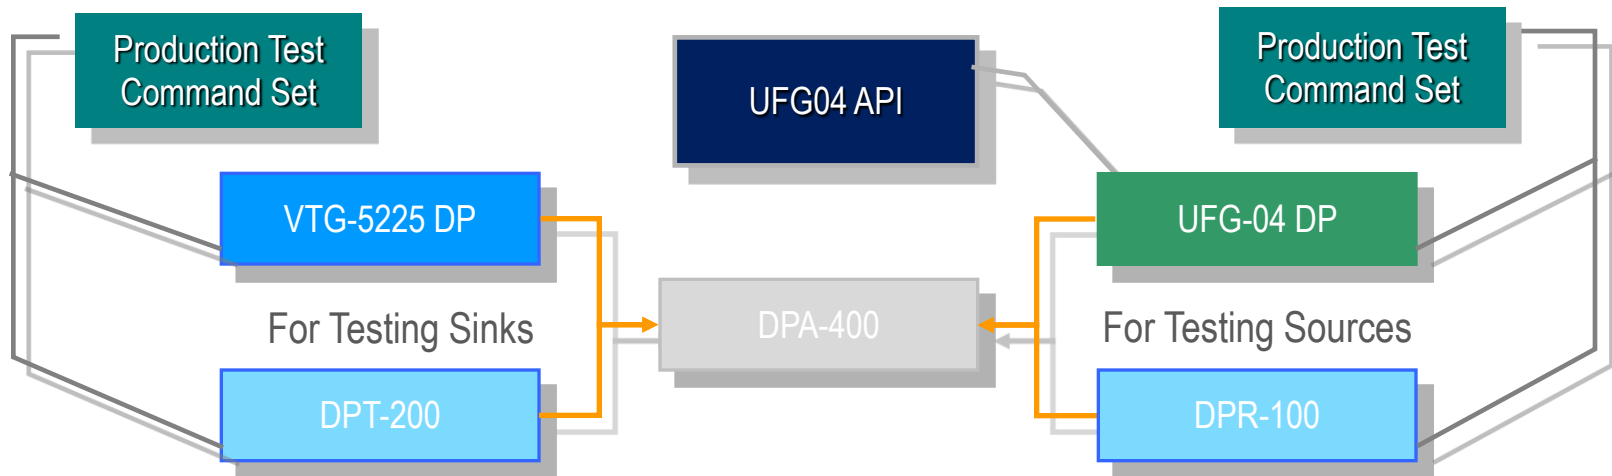 Production Test
Command Set
UFG04 API
Production Test
Command Set
VTG-5225 DP
UFG-04 DP
For Testing Sinks
DPA-400
For Testing Sources
DPT-200
DPR-100